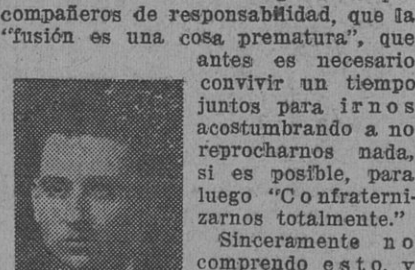 compañeros de responsabilidad, que la
“fusión es una cosa prematura”, que
antes es necesario
convivir un tiempo
juntos para irnos
acostumbrando a no
reprocharnos nada,
si es posible, para
luego “Confraterni-
zarnos totalmente.”
Sinceramente no
comprendo esto, y